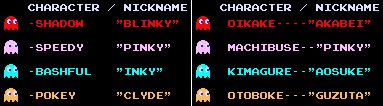 CHARACTER / NICKNAME
-SHADOW "BLINKY"
-SPEEDY "PINKY"
-BASHFUL "INKY"
-POKEY "CLYDE"
CHARACTER / NICKNAME
OIKAKE----"AKABEI"
MACHIBUSE--"PINKY"
KIMAGURE--"AOSUKE"
OTOBOKE---"GUZUTA"